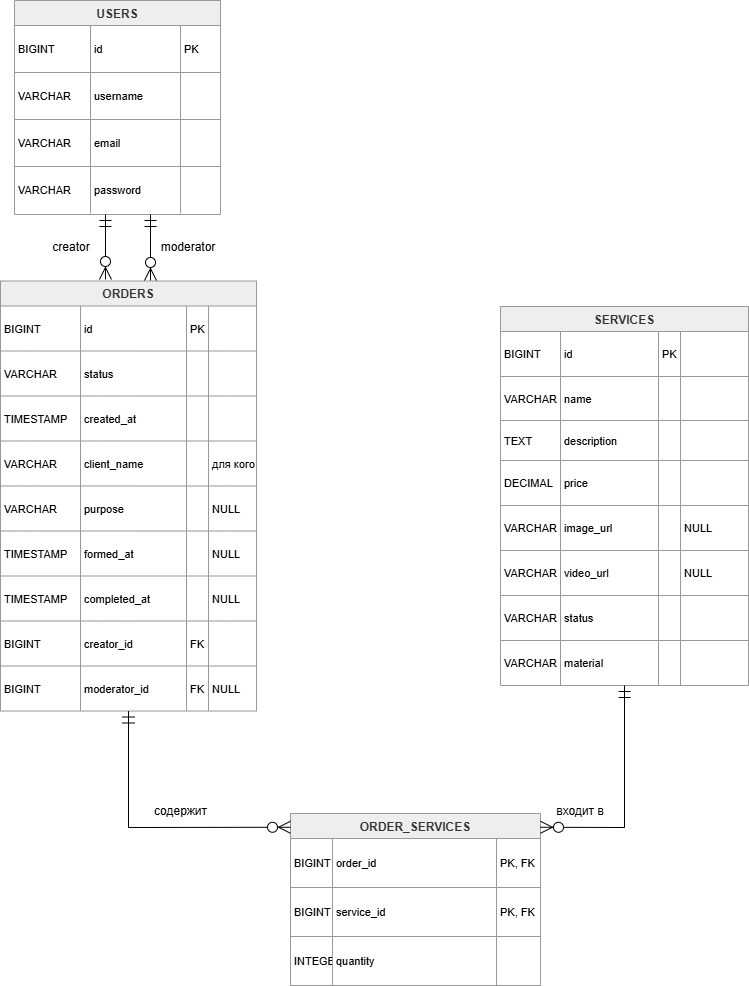 USERS
BIGINT id PK
VARCHAR username
VARCHAR email
VARCHAR password
creator moderator
ORDERS
BIGINT id PK
VARCHAR status
TIMESTAMP created_at
VARCHAR client_name для кого
VARCHAR purpose NULL
TIMESTAMP formed_at NULL
TIMESTAMP completed_at NULL
BIGINT creator_id FK
BIGINT moderator_id FK NULL
SERVICES
BIGINT id PK
VARCHAR name
TEXT description
DECIMAL price
VARCHAR image_url NULL
VARCHAR video_url NULL
VARCHAR status
VARCHAR material
содержит
входит в
ORDER_SERVICES
BIGINT order_id PK, FK
BIGINT service_id PK, FK
INTEGE quantity